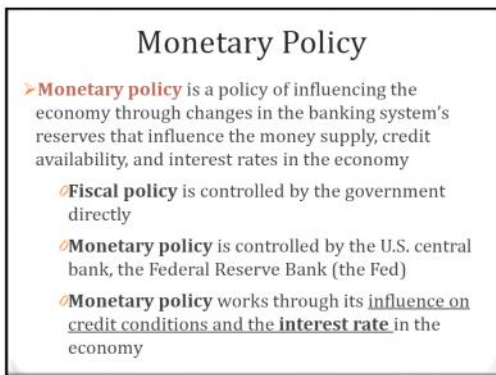 Monetary Policy
Monetary policy is a policy of influencing the
economy through changes in the banking system's
reserves that influence the money supply, credit
availability, and interest rates in the economy
Fiscal policy is controlled by the government
directly
Monetary policy is controlled by the U.S. central
bank, the Federal Reserve Bank (the Fed)
Monetary policy works through its influence on
credit conditions and the interest rate in the
economy